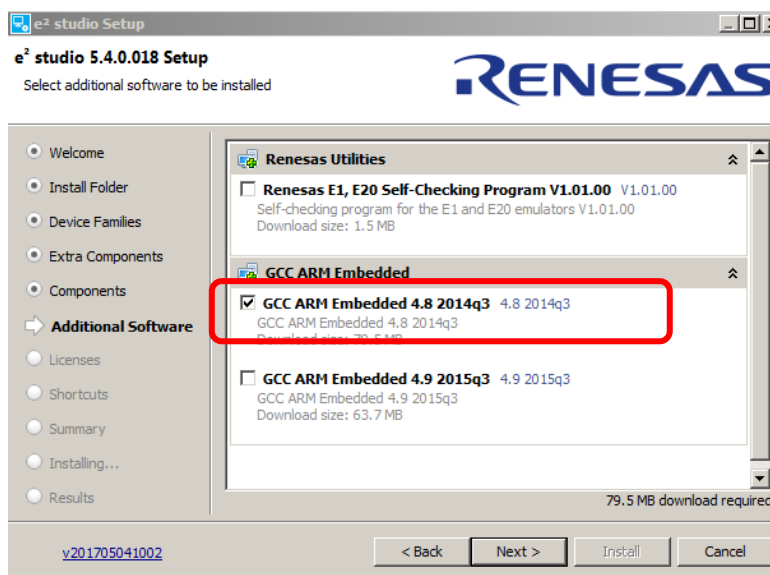 e² studio Setup
e² studio 5.4.0.018 Setup
Select additional software to be installed
RENESAS
Welcome
Install Folder
Device Families
Extra Components
Components
Additional Software
Licenses
Shortcuts
Summary
Installing...
Results
Renesas Utilities
Renesas E1, E20 Self-Checking Program V1.01.00 V1.01.00
Self-checking program for the E1 and E20 emulators V1.01.00
Download size: 1.5 MB
GCC ARM Embedded
GCC ARM Embedded 4.8 2014q3 4.8 2014q3
GCC ARM Embedded 4.8 2014q3
Download size: 79.5 MB
GCC ARM Embedded 4.9 2015q3 4.9 2015q3
GCC ARM Embedded 4.9 2015q3
Download size: 63.7 MB
79.5 MB download required
v201705041002
< Back Next > Install Cancel